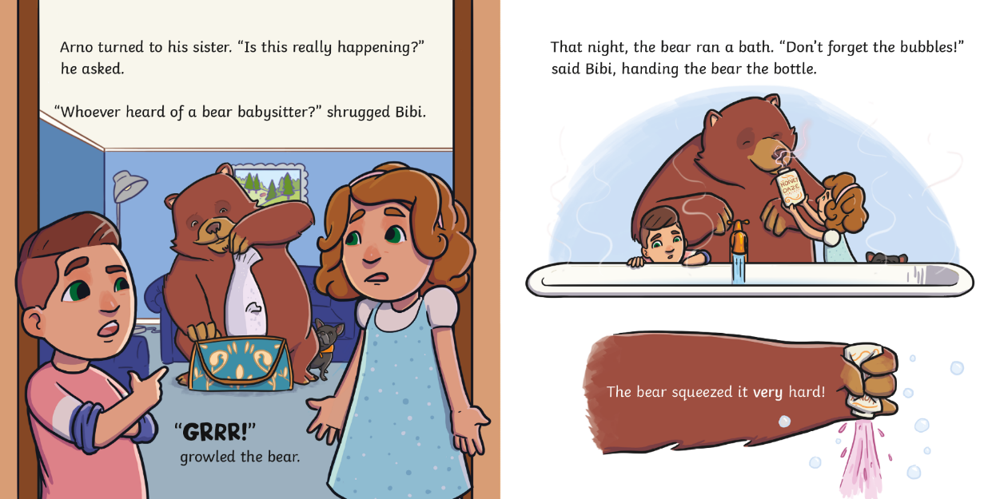 Arno turned to his sister. “Is this really happening?”
he asked.
“Whoever heard of a bear babysitter?” shrugged Bibi.
“GRRR!”
growled the bear.
That night, the bear ran a bath. “Don’t forget the bubbles!”
said Bibi, handing the bear the bottle.
HONEY
DAZE
The bear squeezed it very hard!